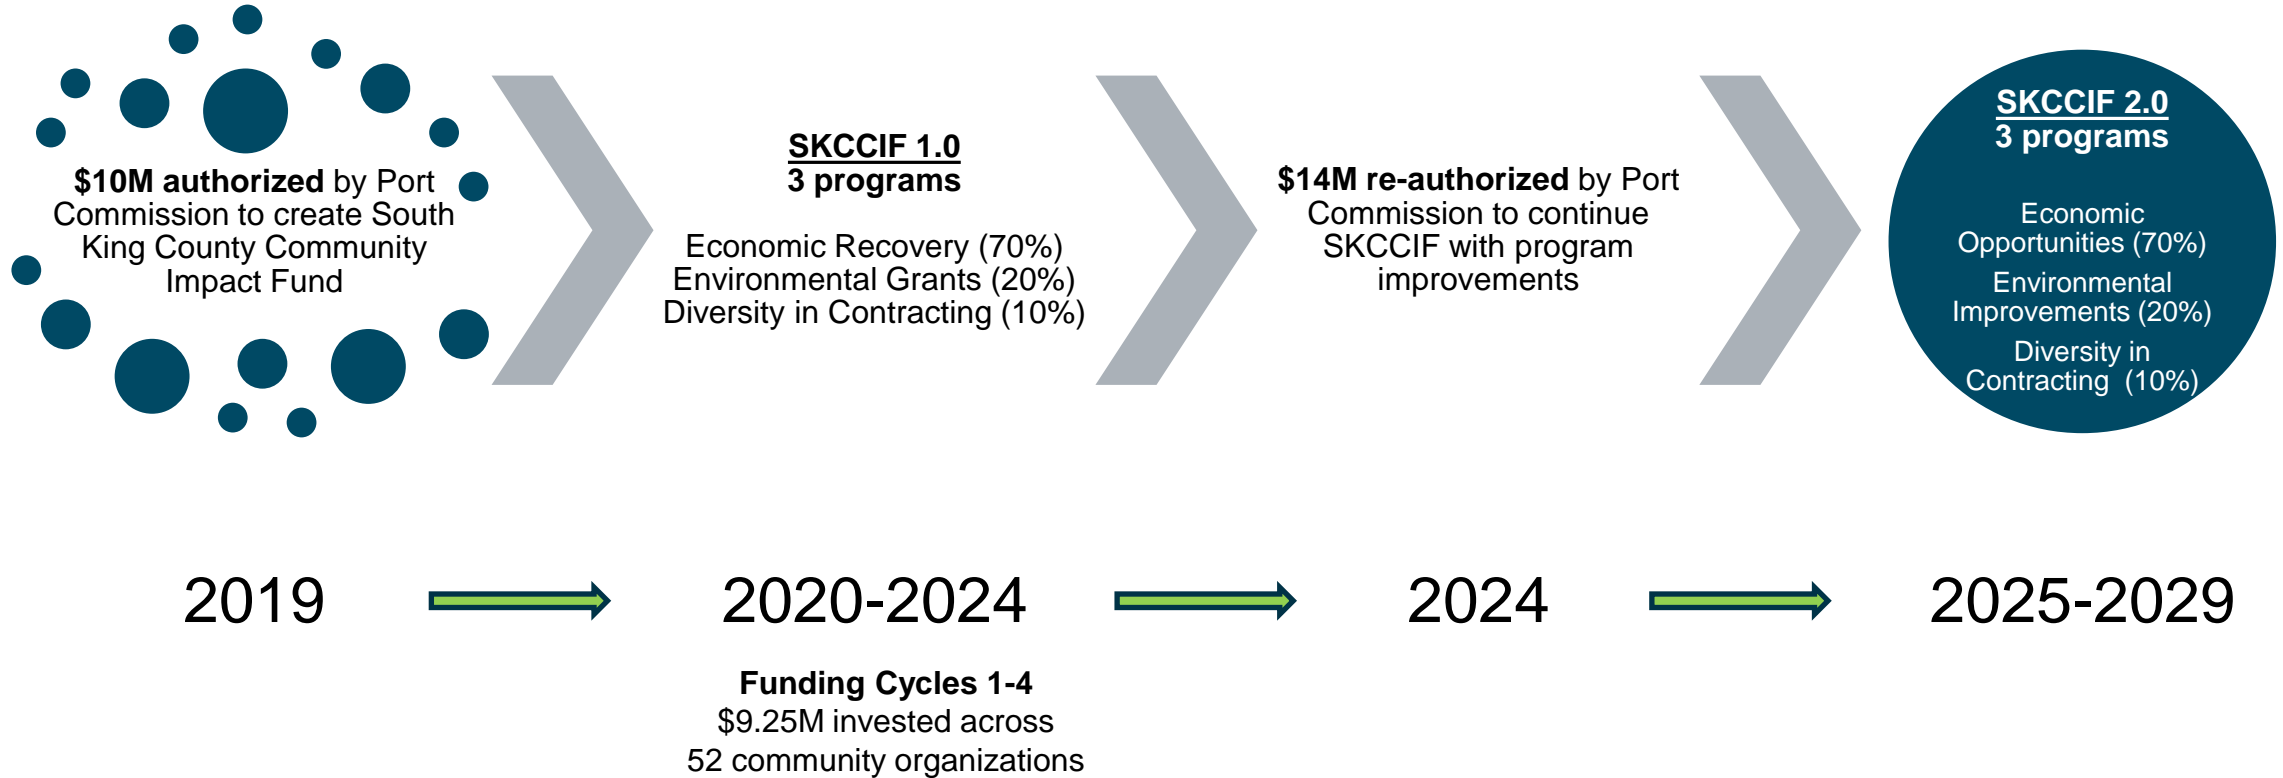 $10M authorized by Port
Commission to create South
King County Community
Impact Fund
SKCCIF 1.0
3 programs
Economic Recovery (70%)
Environmental Grants (20%)
Diversity in Contracting (10%)
$14M re-authorized by Port
Commission to continue
SKCCIF with program
improvements
SKCCIF 2.0
3 programs
Economic
Opportunities (70%)
Environmental
Improvements (20%)
Diversity in
Contracting (10%)
2019
2020-2024
2024
2025-2029
Funding Cycles 1-4
$9.25M invested across
52 community organizations